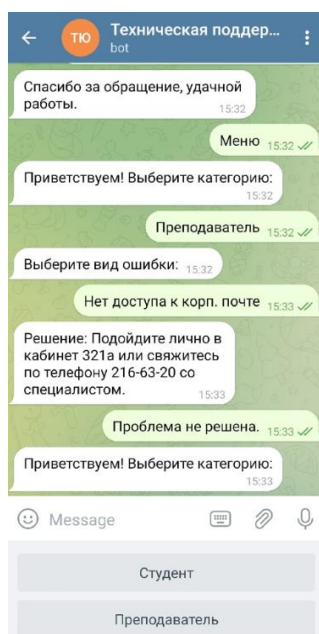 ТЮ
Техническая поддер...
bot
Спасибо за обращение, удачной
работы.
15:32
Меню 15:32
Приветствуем! Выберите категорию:
15:32
Преподаватель 15:32
Выберите вид ошибки: 15:32
Нет доступа к корп. почте 15:33
Решение: Подойдите лично в
кабинет 321а или свяжитесь
по телефону 216-63-20 со
специалистом.
15:33
Проблема не решена. 15:33
Приветствуем! Выберите категорию:
15:33
Message
Студент
Преподаватель